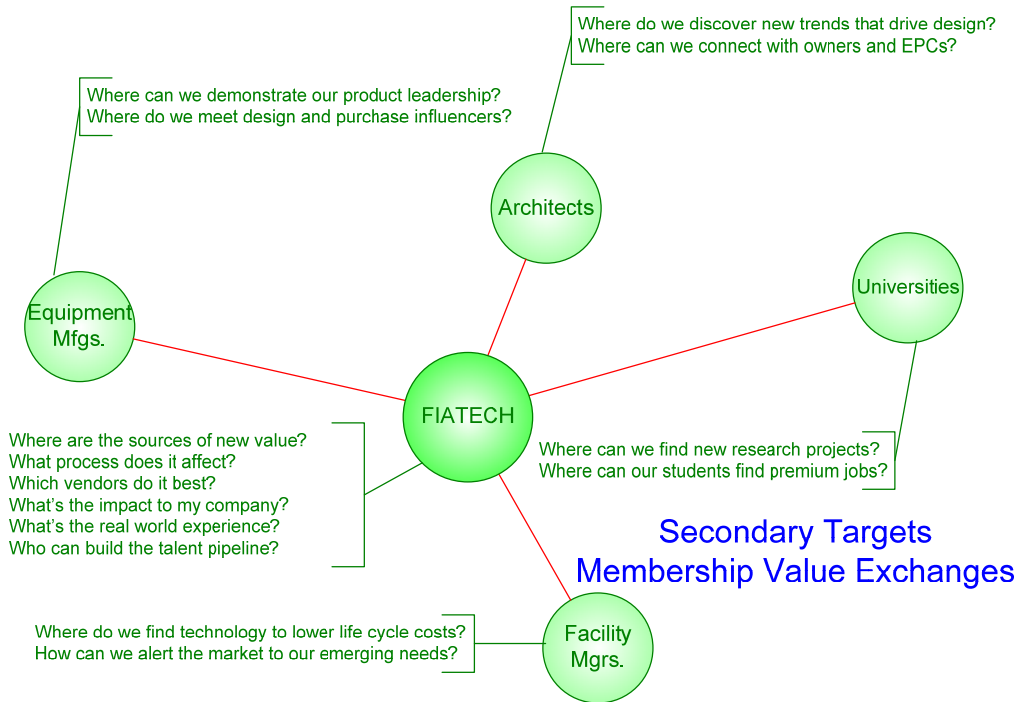 Where do we discover new trends that drive design?
Where can we connect with owners and EPCs?
Where can we demonstrate our product leadership?
Where do we meet design and purchase influencers?
Architects
Universities
Equipment
Mfgs.
FIATECH
Where are the sources of new value?
What process does it affect?
Which vendors do it best?
What's the impact to my company?
What's the real world experience?
Who can build the talent pipeline?
Where can we find new research projects?
Where can our students find premium jobs?
Secondary Targets
Membership Value Exchanges
Where do we find technology to lower life cycle costs?
How can we alert the market to our emerging needs?
Facility
Mgrs.